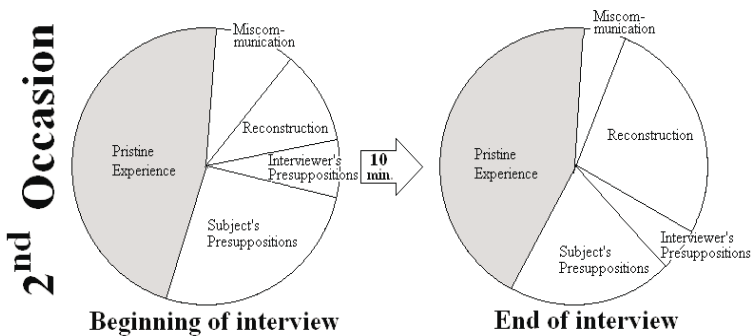 2nd Occasion
Miscom-
munication
Reconstruction
Interviewer's
Presuppositions
Subject's
Presuppositions
Pristine
Experience
Beginning of interview
10
min.
Miscom-
munication
Reconstruction
Interviewer's
Presuppositions
Subject's
Presuppositions
Pristine
Experience
End of interview